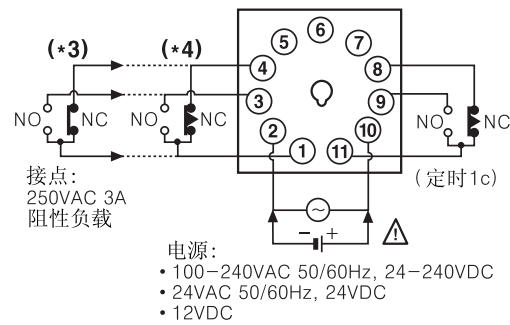 (*3)
(*4)
6
5
7
4
8
3
9
NO
NC
NO
NC
NO
NC
2
10
1
11
接点:
250VAC 3A
阻性负载
(定时1c)
~
− +
!
电源:
• 100−240VAC 50/60Hz, 24−240VDC
• 24VAC 50/60Hz, 24VDC
• 12VDC